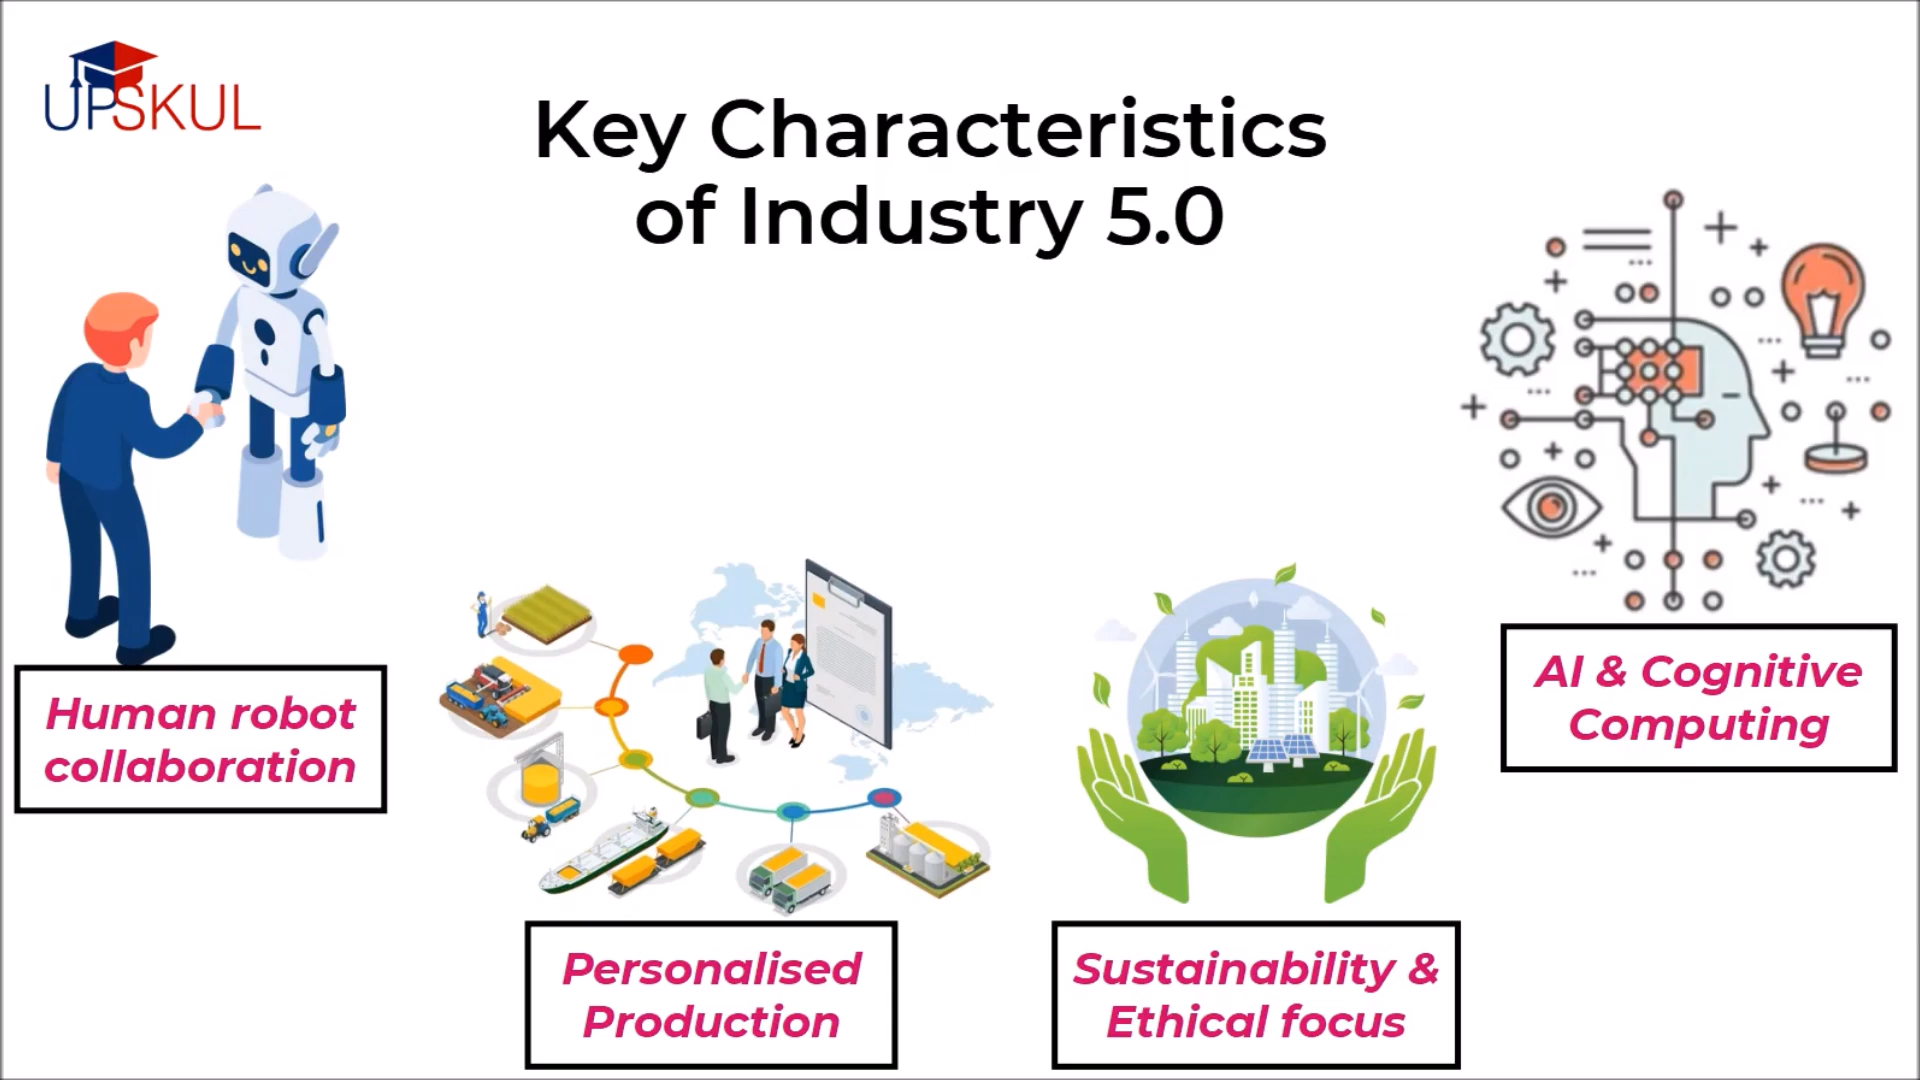 UPSKUL
Key Characteristics
of Industry 5.0
Human robot
collaboration
Personalised
Production
Sustainability &
Ethical focus
AI & Cognitive
Computing